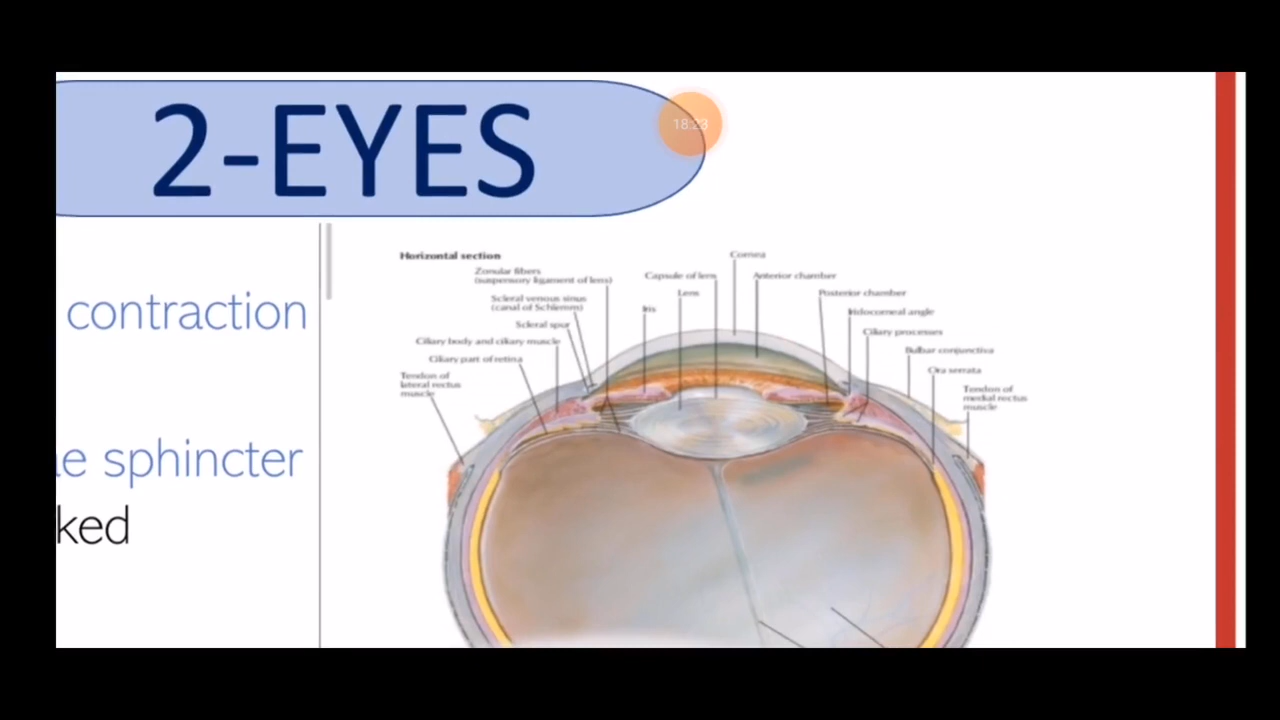 2-EYES
18:23
contraction
ae sphincter
ked
Horizontal section
Cornea
Zonular fibers
(suspensory ligament of lens)
Capsule of lens
Anterior chamber
Scleral venous sinus
(canal of Schlemm)
Lens
Posterior chamber
Iris
Iridocorneal angle
Scleral spur
Ciliary processes
Ciliary body and ciliary muscle
Bulbar conjunctiva
Ciliary part of retina
Ora serrata
Tendon of
lateral rectus
muscle
Tendon of
medial rectus
muscle